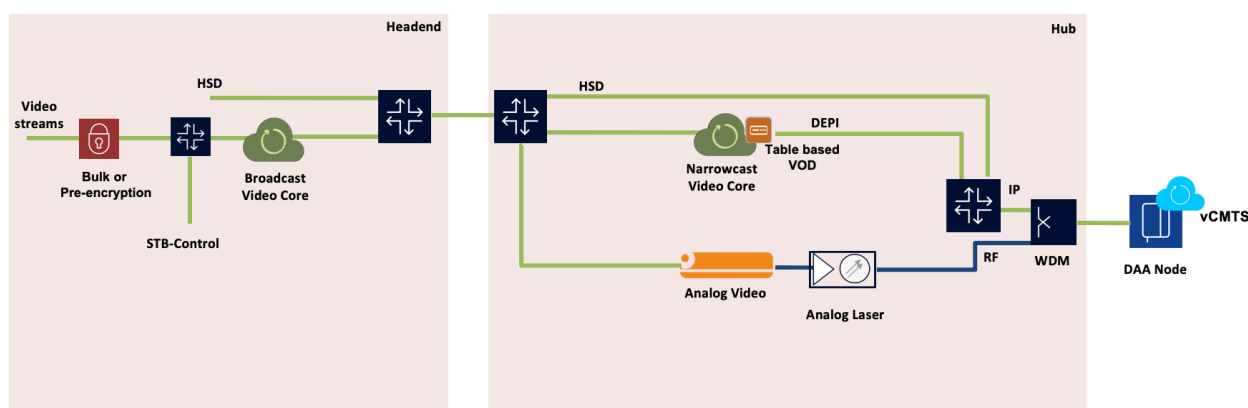 Headend
Hub
HSD
HSD
Video
streams
DEPI
Bulk or
Pre-encryption
Broadcast
Video Core
Table based
VOD
Narrowcast
Video Core
IP
vCMTS
STB-Control
RF
WDM
DAA Node
Analog Video
Analog Laser